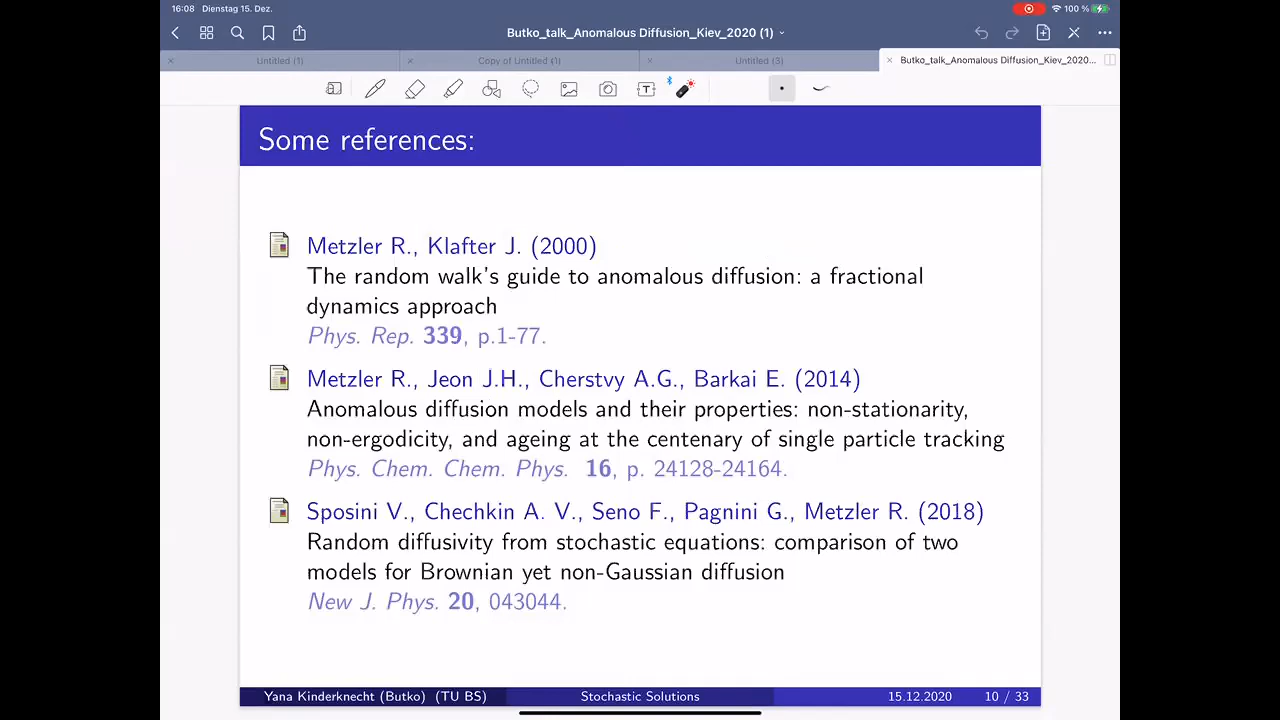 16:08 Dienstag 15. Dez.
100 %
Butko_talk_Anomalous Diffusion_Kiev_2020 (1)
Untitled (1)
Copy of Untitled (1)
Untitled (3)
Butko_talk_Anomalous Diffusion_Kiev_2020...
T
Some references:
Metzler R., Klafter J. (2000)
The random walk's guide to anomalous diffusion: a fractional
dynamics approach
Phys. Rep. 339, p.1-77.
Metzler R., Jeon J.H., Cherstvy A.G., Barkai E. (2014)
Anomalous diffusion models and their properties: non-stationarity,
non-ergodicity, and ageing at the centenary of single particle tracking
Phys. Chem. Chem. Phys. 16, p. 24128-24164.
Sposini V., Chechkin A. V., Seno F., Pagnini G., Metzler R. (2018)
Random diffusivity from stochastic equations: comparison of two
models for Brownian yet non-Gaussian diffusion
New J. Phys. 20, 043044.
Yana Kinderknecht (Butko) (TU BS) Stochastic Solutions 15.12.2020 10 / 33